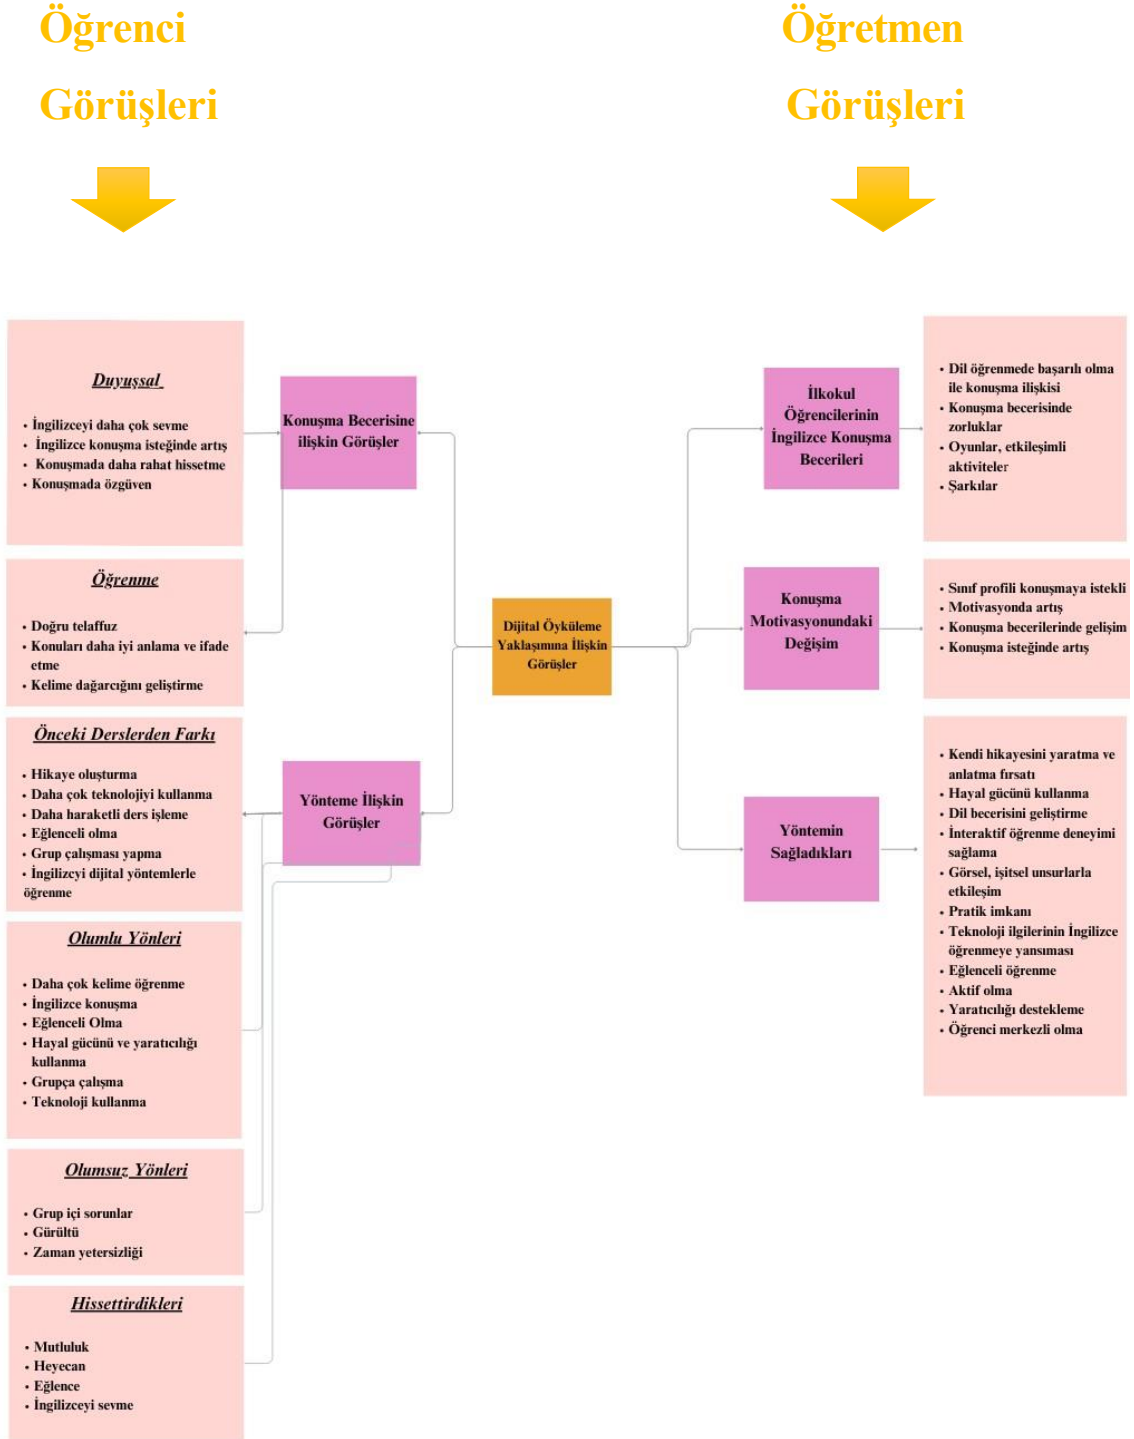 Öğrenci
Görüşleri
Öğretmen
Görüşleri
Duyuşsal
• İngilizceyi daha çok sevme
• İngilizce konuşma isteğinde artış
• Konuşmada daha rahat hissetme
• Konuşmada özgüven
Öğrenme
• Doğru telaffuz
• Konuları daha iyi anlama ve ifade
etme
• Kelime dağarcığını geliştirme
Önceki Derslerden Farkı
• Hikaye oluşturma
• Daha çok teknolojiyi kullanma
• Daha haraketli ders işleme
• Eğlenceli olma
• Grup çalışması yapma
• İngilizcyi dijital yöntemlerle
öğrenme
Olumlu Yönleri
• Daha çok kelime öğrenme
• İngilizce konuşma
• Eğlenceli Olma
• Hayal gücünü ve yaratıcılığı
kullanma
• Grupça çalışma
• Teknoloji kullanma
Olumsuz Yönleri
• Grup içi sorunlar
• Gürültü
• Zaman yetersizliği
Hissettirdikleri
• Mutluluk
• Heyecan
• Eğlence
• İngilizceyi sevme
Konuşma Becerisine
ilişkin Görüşler
Yönteme İlişkin
Görüşler
Dijital Öyküleme
Yaklaşımına İlişkin
Görüşler
İlkokul
Öğrencilerinin
İngilizce Konuşma
Becerileri
Konuşma
Motivasyonundaki
Değişim
Yöntemin
Sağladıkları
• Dil öğrenmede başarılı olma
ile konuşma ilişkisi
• Konuşma becerisinde
zorluklar
• Oyunlar, etkileşimli
aktiviteler
• Şarkılar
• Sınıf profili konuşmaya istekli
• Motivasyonda artış
• Konuşma becerilerinde gelişim
• Konuşma isteğinde artış
• Kendi hikayesini yaratma ve
anlatma fırsatı
• Hayal gücünü kullanma
• Dil becerisini geliştirme
• İnteraktif öğrenme deneyimi
sağlama
• Görsel, işitsel unsurlarla
etkileşim
• Pratik imkanı
• Teknoloji ilgilerinin İngilizce
öğrenmeye yansıması
• Eğlenceli öğrenme
• Aktif olma
• Yaratıcılığı destekleme
• Öğrenci merkezli olma